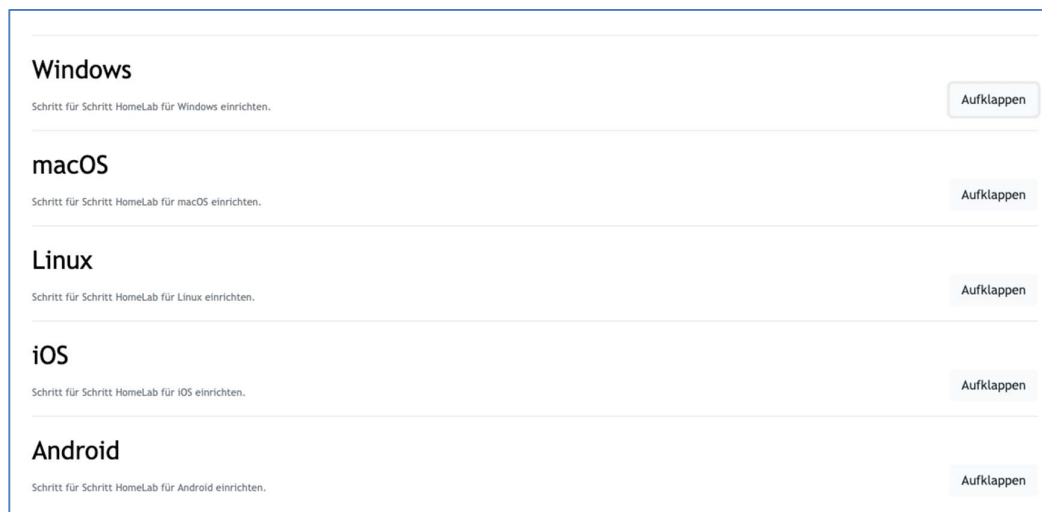 Windows
Schritt für Schritt HomeLab für Windows einrichten.
Aufklappen
macOS
Schritt für Schritt HomeLab für macOS einrichten.
Aufklappen
Linux
Schritt für Schritt HomeLab für Linux einrichten.
Aufklappen
iOS
Schritt für Schritt HomeLab für iOS einrichten.
Aufklappen
Android
Schritt für Schritt HomeLab für Android einrichten.
Aufklappen